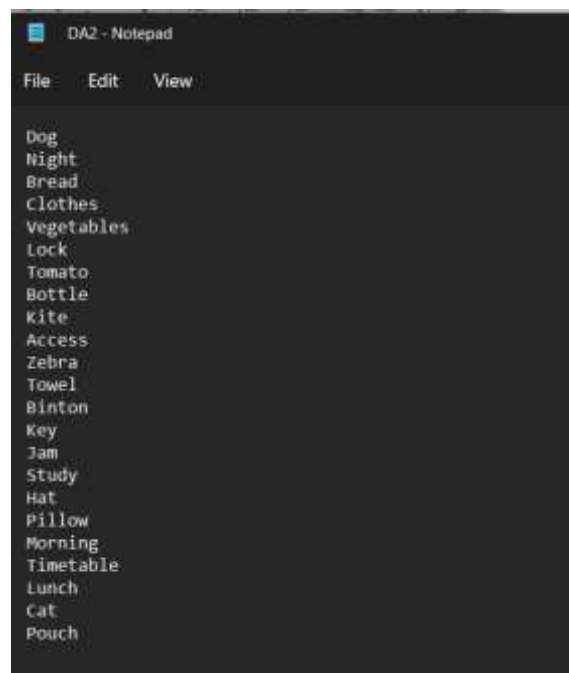 DA2 - Notepad
File Edit View
Dog
Night
Bread
Clothes
Vegetables
Lock
Tomato
Bottle
Kite
Access
Zebra
Towel
Binton
Key
Jam
Study
Hat
Pillow
Morning
Timetable
Lunch
Cat
Pouch